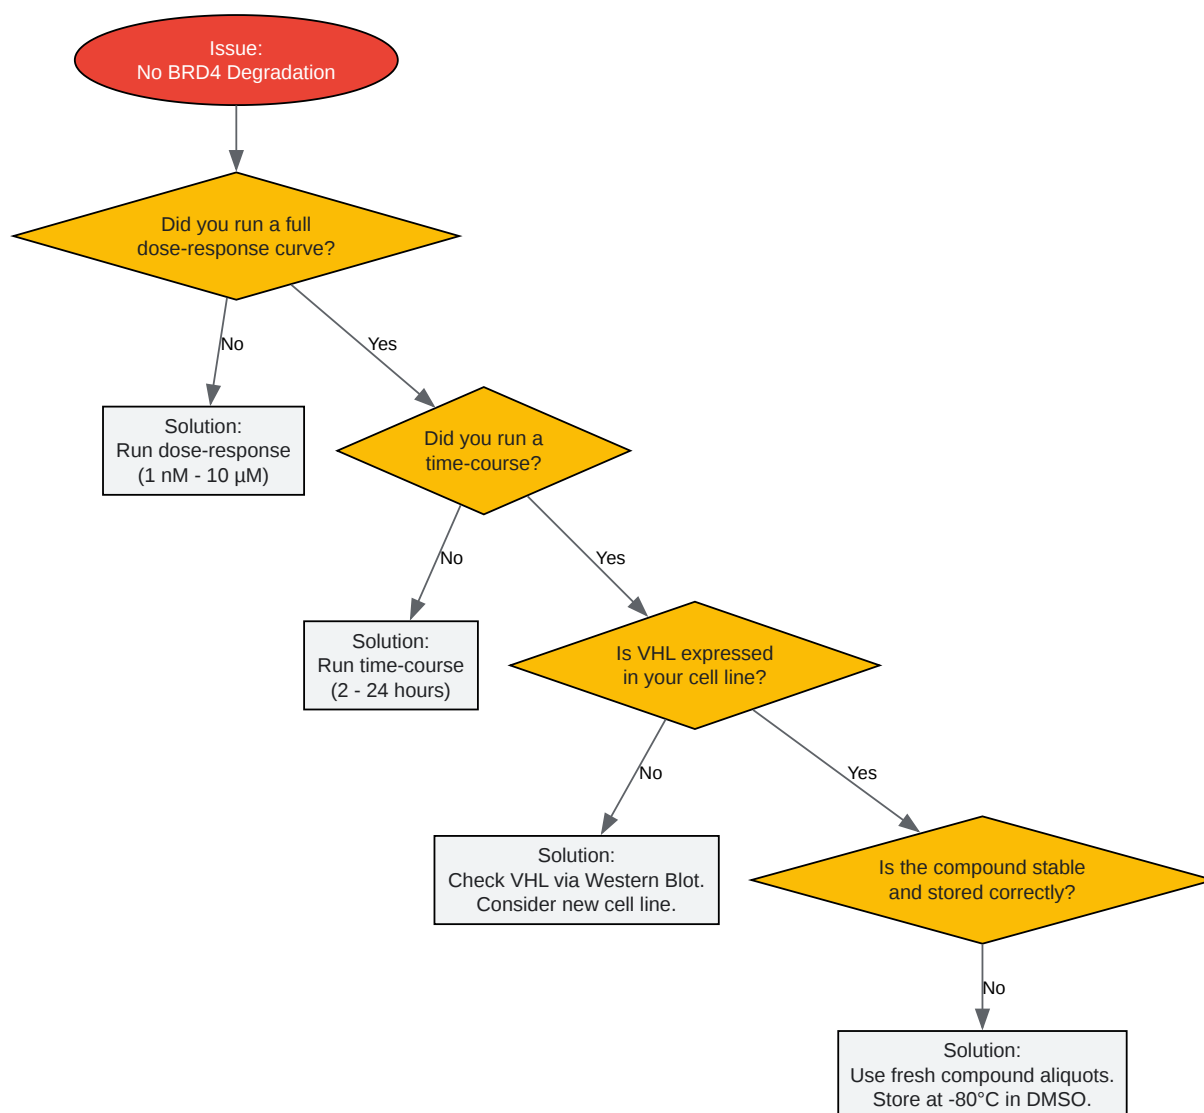 Issue:
No BRD4 Degradation
Did you run a full
dose-response curve?
No
Yes
Solution:
Run dose-response
(1 nM - 10 µM)
Did you run a
time-course?
No
Yes
Solution:
Run time-course
(2 - 24 hours)
Is VHL expressed
in your cell line?
No
Yes
Solution:
Check VHL via Western Blot.
Consider new cell line.
Is the compound stable
and stored correctly?
No
Solution:
Use fresh compound aliquots.
Store at -80°C in DMSO.